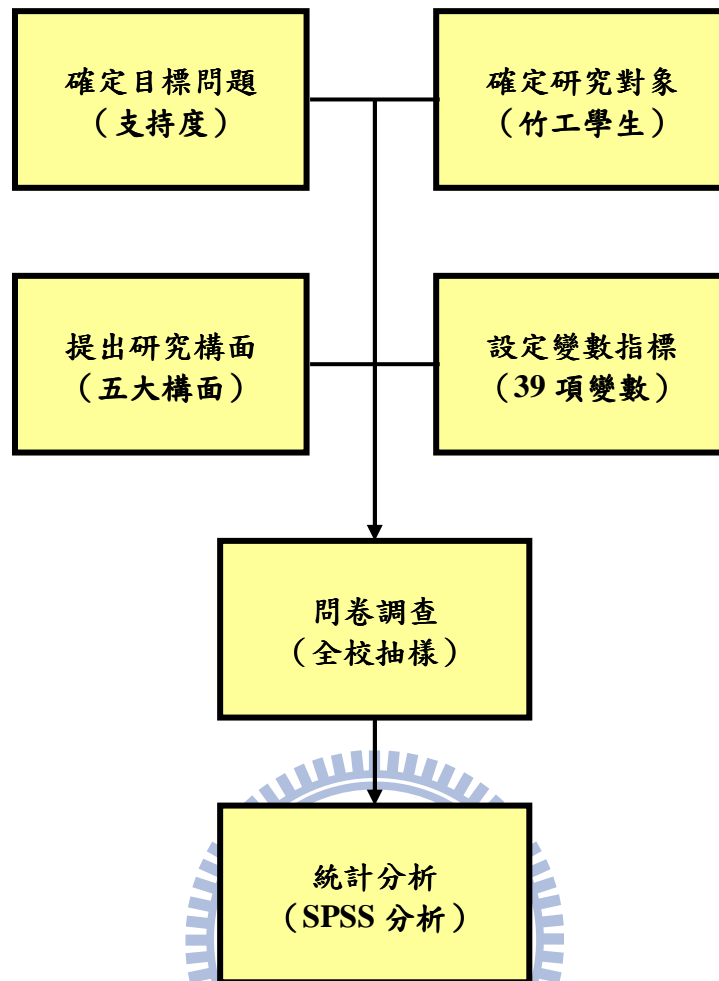 確定目標問題
（支持度）
確定研究對象
（竹工學生）
提出研究構面
（五大構面）
設定變數指標
（39 項變數）
問卷調查
（全校抽樣）
統計分析
（SPSS 分析）